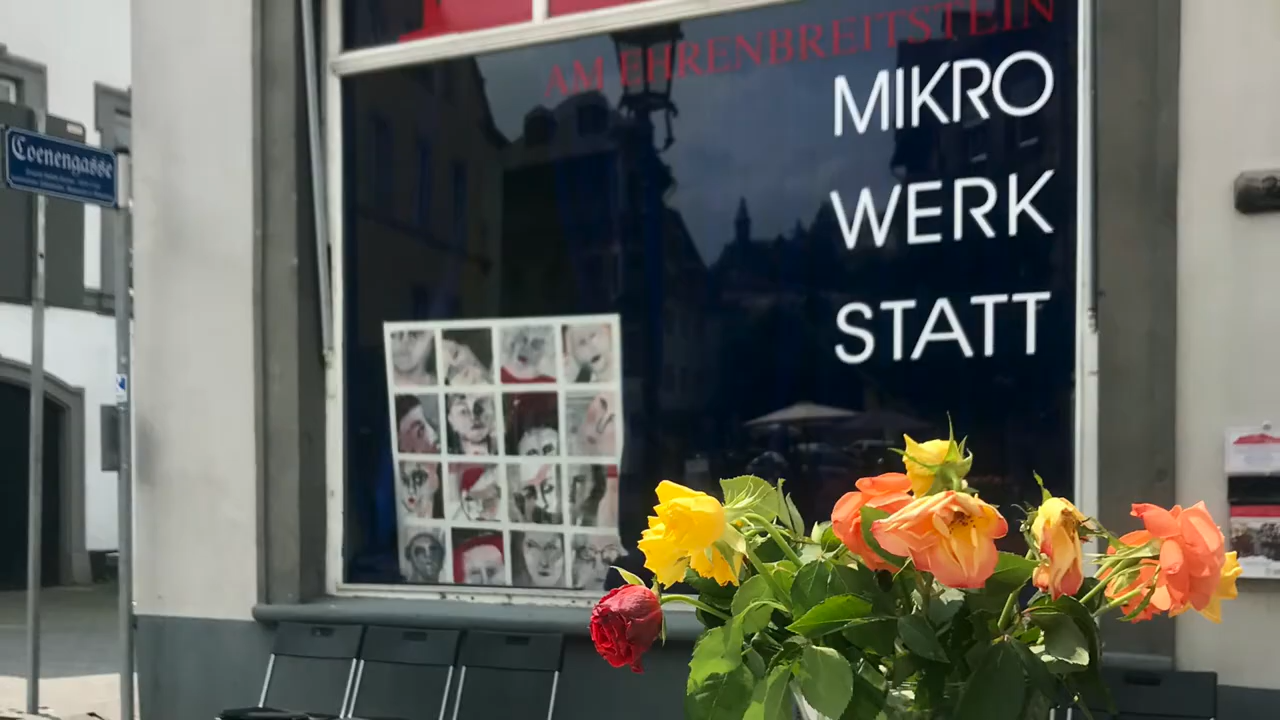 Coenengasse
AM EHRENBREITSTEIN
MIKRO
WERK
STATT